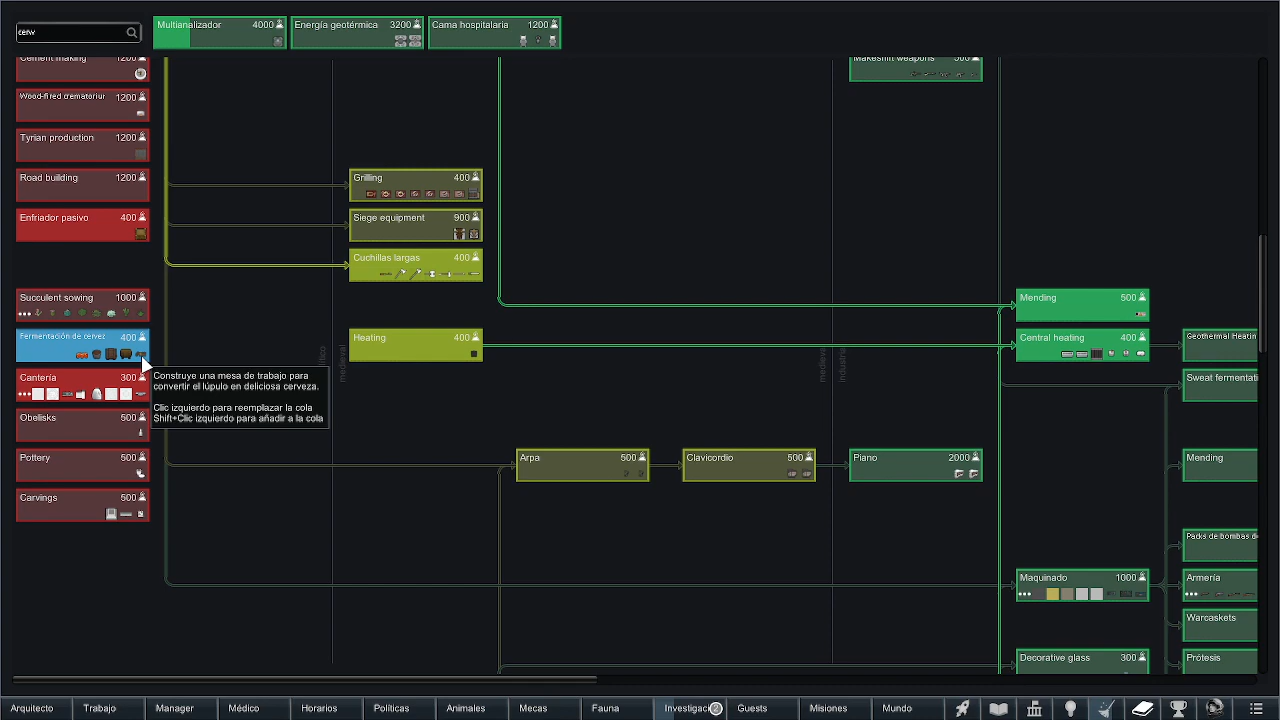 cerv
Multianalizador 4000
Energía geotérmica 3200
Cama hospitalaria 1200
Cement making 1200
Makeshift weapons 500
Wood-fired crematorium 1200
Tyrian production 1200
Road building 1200
Grilling 400
Enfriador pasivo 400
Siege equipment 900
Cuchillas largas 400
Succulent sowing 1000
Mending 500
Fermentación de cervez 400
Heating 400
Central heating 400
Geothermal Heatin
medieval
medieval
industrial
Construye una mesa de trabajo para
convertir el lúpulo en deliciosa cerveza.
Clic izquierdo para reemplazar la cola
Shift+Clic izquierdo para añadir a la cola
Cantería 300
Sweat fermentati
Obelisks 500
Pottery 500
Arpa 500
Clavicordio 500
Piano 2000
Mending
Carvings 500
Packs de bombas de
Maquinado 1000
Armería
Warcaskets
Decorative glass 300
Prótesis
Arquitecto
Trabajo
Manager
Médico
Horarios
Políticas
Animales
Mecas
Fauna
Investigaci
Guests
Misiones
Mundo